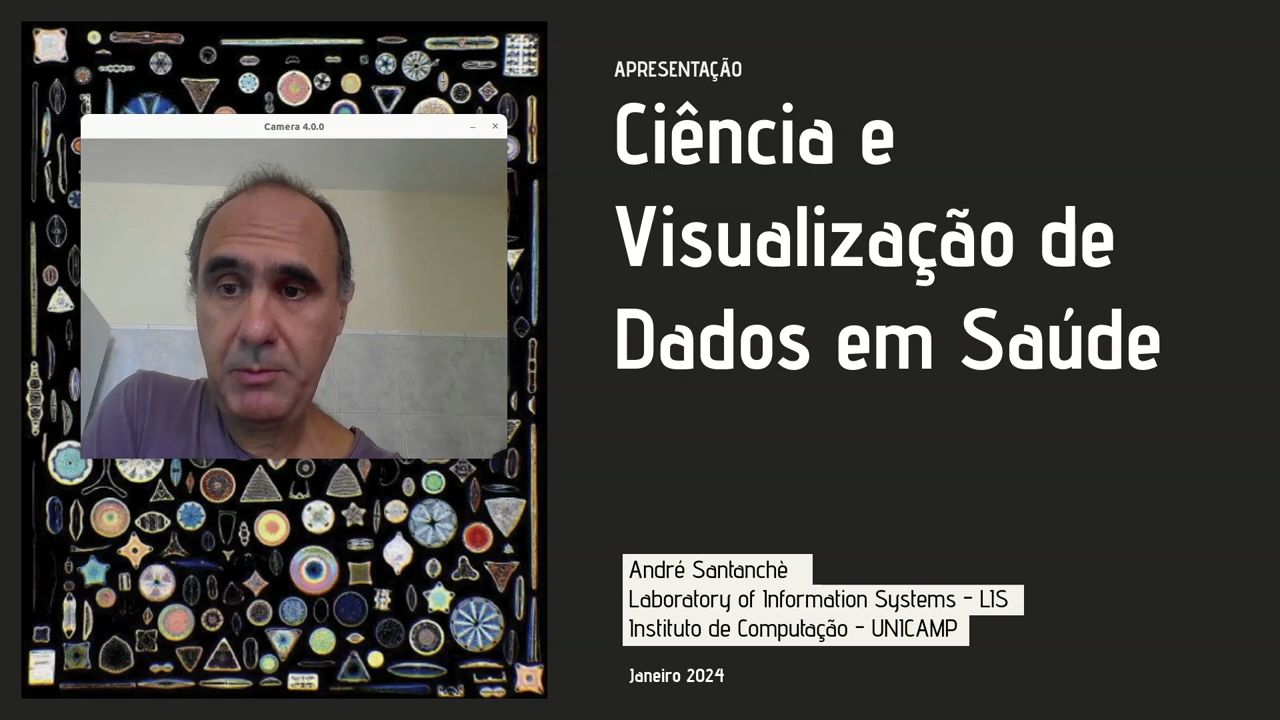 Camera 4.0.0
APRESENTAÇÃO
Ciência e
Visualização de
Dados em Saúde
André Santanchè
Laboratory of Information Systems - LIS
Instituto de Computação - UNICAMP
Janeiro 2024